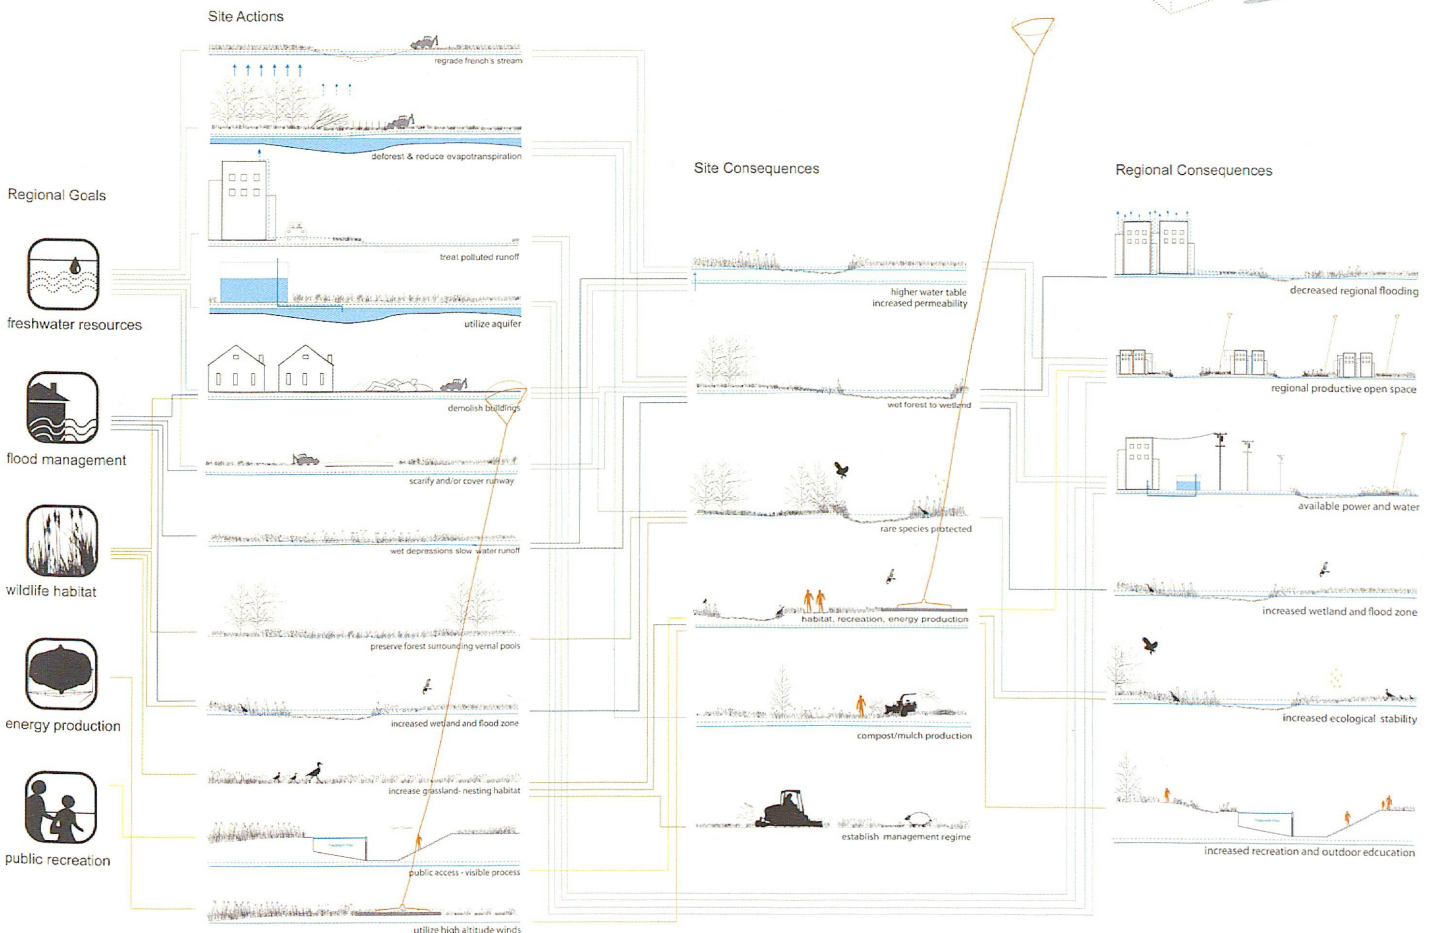 Site Actions
regrade french's stream
deforest & reduce evapotranspiration
treat polluted runoff
utilize aquifer
demolish buildings
scarify and/or cover runway
wet depressions slow water runoff
preserve forest surrounding vernal pools
increased wetland and flood zone
increase grassland- nesting habitat
public access - visible process
utilize high altitude winds
Regional Goals
freshwater resources
flood management
wildlife habitat
energy production
public recreation
Site Consequences
higher water table
increased permeability
wet forest to wetland
rare species protected
habitat, recreation, energy production
compost/mulch production
establish management regime
Regional Consequences
decreased regional flooding
regional productive open space
available power and water
increased wetland and flood zone
increased ecological stability
increased recreation and outdoor edcucation